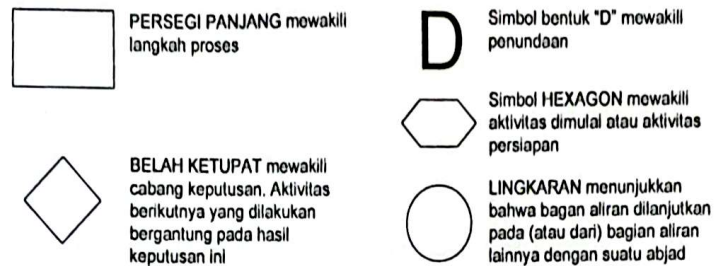 PERSEGI PANJANG mewakili
langkah proses
BELAH KETUPAT mewakili
cabang keputusan. Aktivitas
berikutnya yang dilakukan
bergantung pada hasil
keputusan ini
D
Simbol bentuk "D" mewakili
penundaan
Simbol HEXAGON mewakili
aktivitas dimulai atau aktivitas
persiapan
LINGKARAN menunjukkan
bahwa bagan aliran dilanjutkan
pada (atau dari) bagian aliran
lainnya dengan suatu abjad